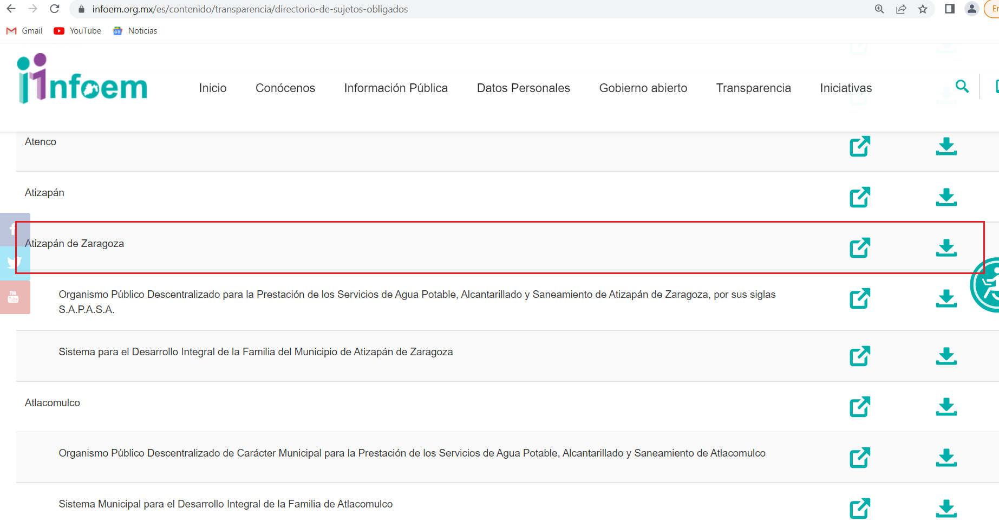 infoem.org.mx/es/contenido/transparencia/directorio-de-sujetos-obligados
Gmail YouTube Noticias
infoem
Inicio Conócenos Información Pública Datos Personales Gobierno abierto Transparencia Iniciativas
Atenco
Atizapán
Atizapán de Zaragoza
Organismo Público Descentralizado para la Prestación de los Servicios de Agua Potable, Alcantarillado y Saneamiento de Atizapán de Zaragoza, por sus siglas
S.A.P.A.S.A.
You
Tube
Sistema para el Desarrollo Integral de la Familia del Municipio de Atizapán de Zaragoza
Atlacomulco
Organismo Público Descentralizado de Carácter Municipal para la Prestación de los Servicios de Agua Potable, Alcantarillado y Saneamiento de Atlacomulco
Sistema Municipal para el Desarrollo Integral de la Familia de Atlacomulco